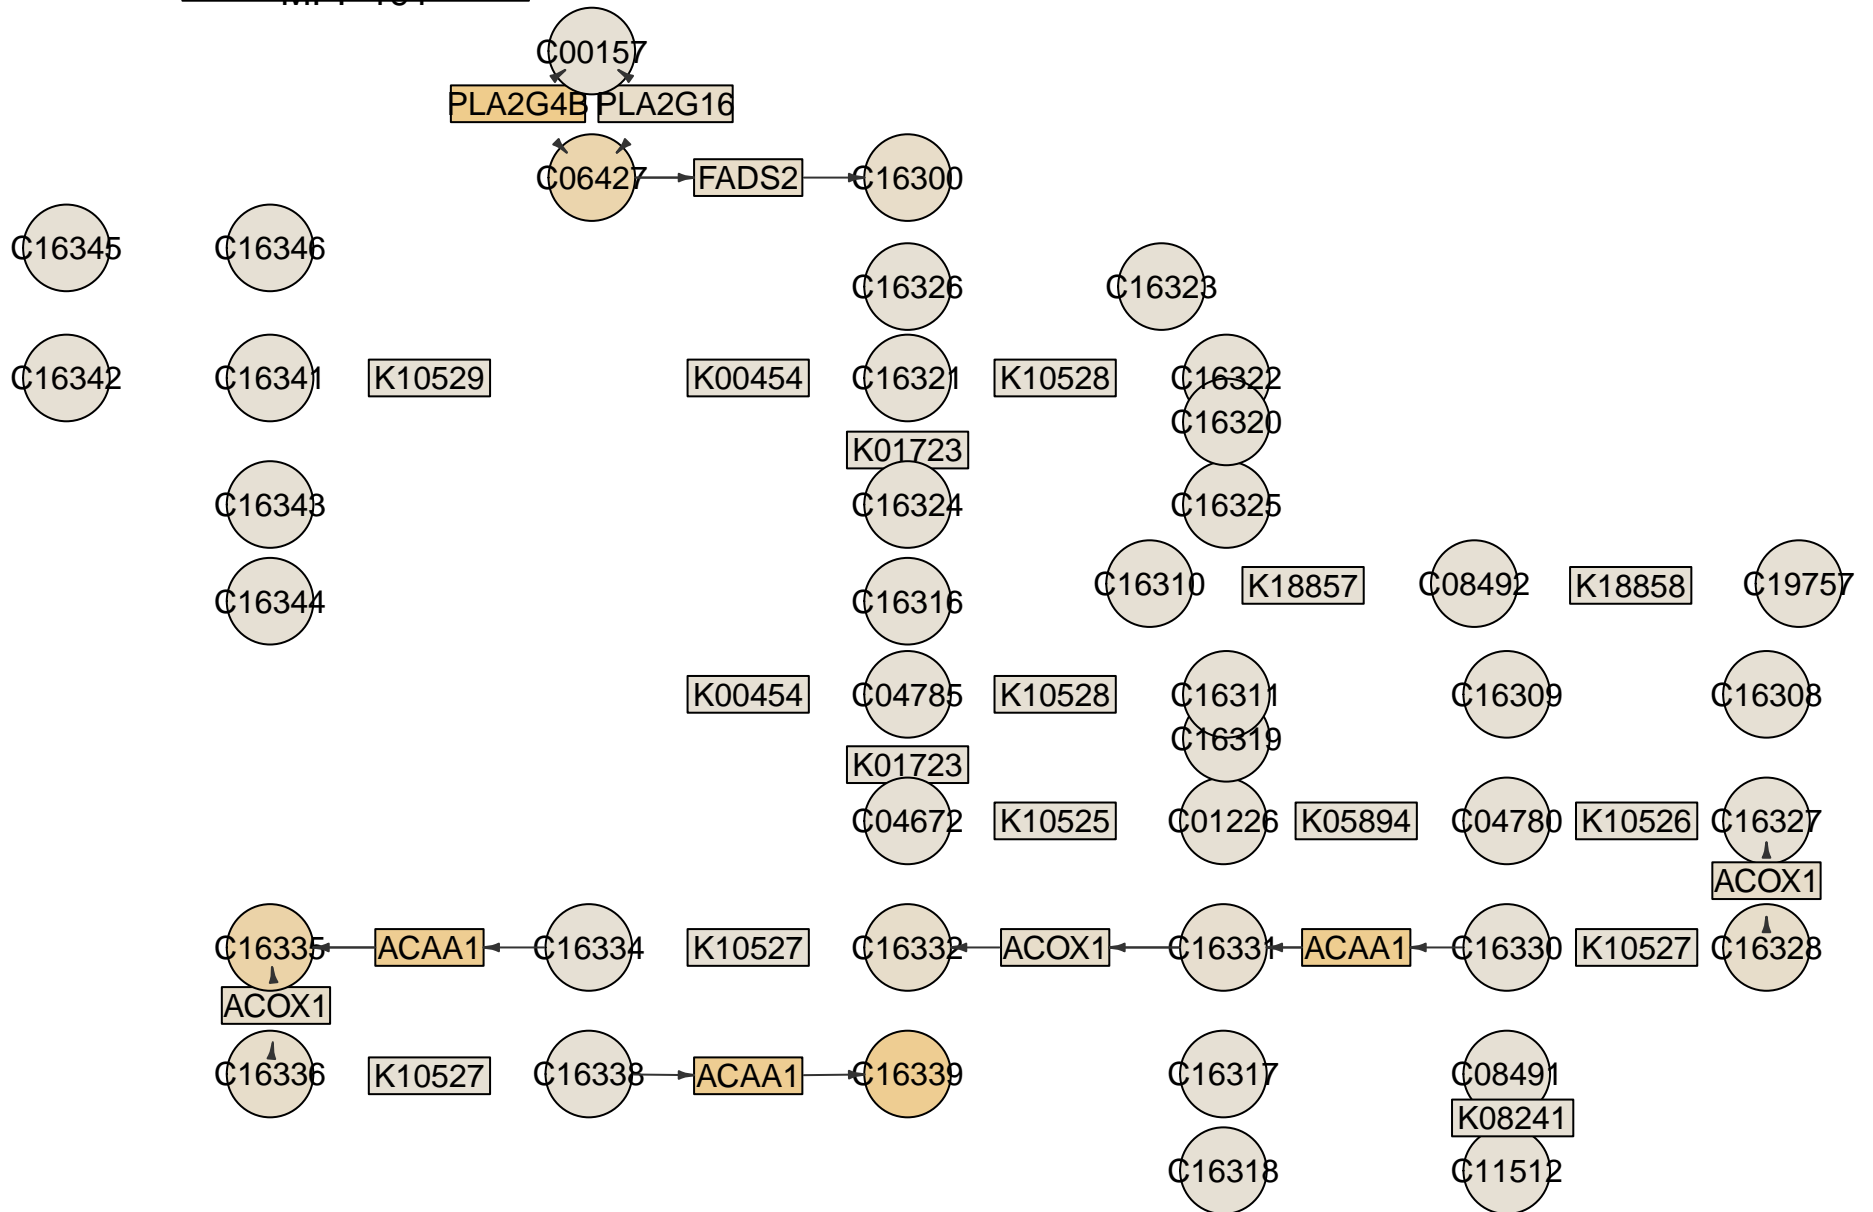 C00157
PLA2G4B PLA2G16
C06427 FADS2 C16300
C16345 C16346
C16326 C16323
C16342 C16341 K10529 K00454 C16321 K10528 C16322
C16320
K01723
C16343 C16324 C16325
C16310 K18857 C08492 K18858 C19757
C16344 C16316
K00454 C04785 K10528 C16311 C16309 C16308
C16319
K01723
C04672 K10525 C01226 K05894 C04780 K10526 C16327
ACOX1
C16335 ACAA1 C16334 K10527 C16332 ACOX1 C16331 ACAA1 C16330 K10527 C16328
ACOX1
C16336 K10527 C16338 ACAA1 C16339 C16317 C08491
K08241
C16318 C11512